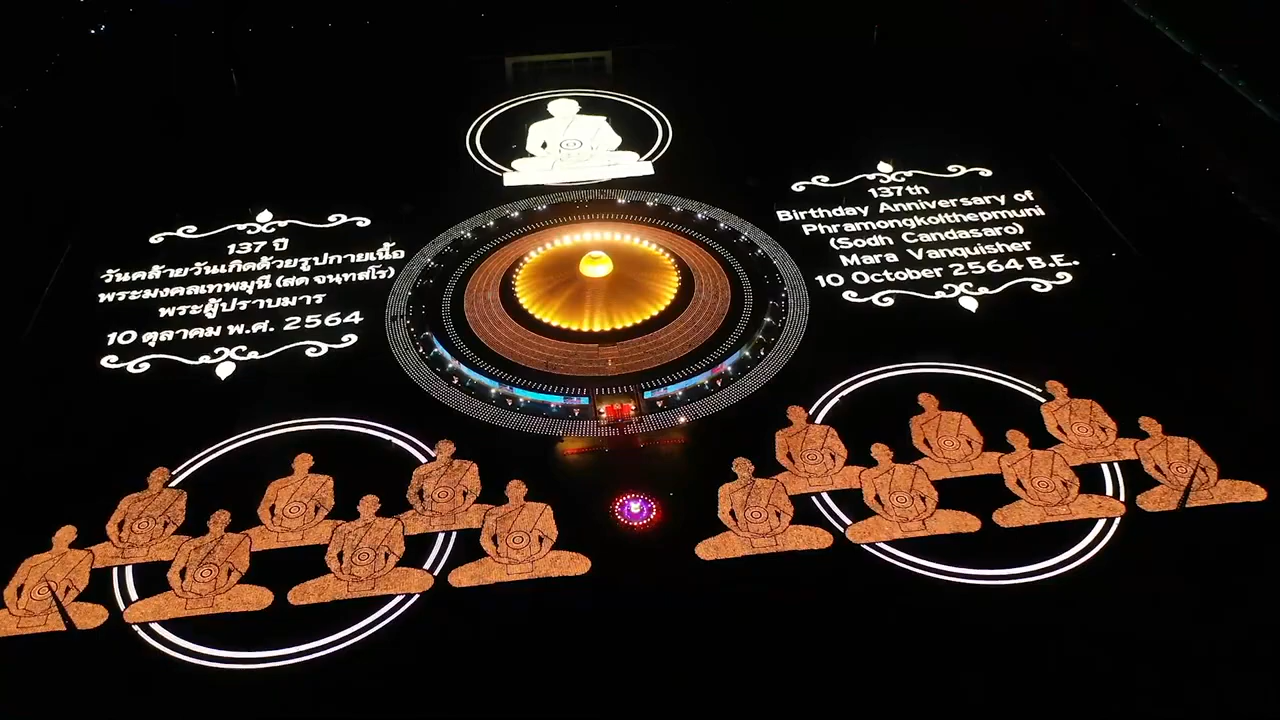 137 ปี
วันคล้ายวันเกิดด้วยรูปกายเนื้อ
พระมงคลเทพมุนี (สด จนฺทสโร)
พระผู้ปราบมาร
10 ตุลาคม พ.ศ. 2564
137th
Birthday Anniversary of
Phramongkolthepmuni
(Sodh Candasaro)
Mara Vanquisher
10 October 2564 B.E.